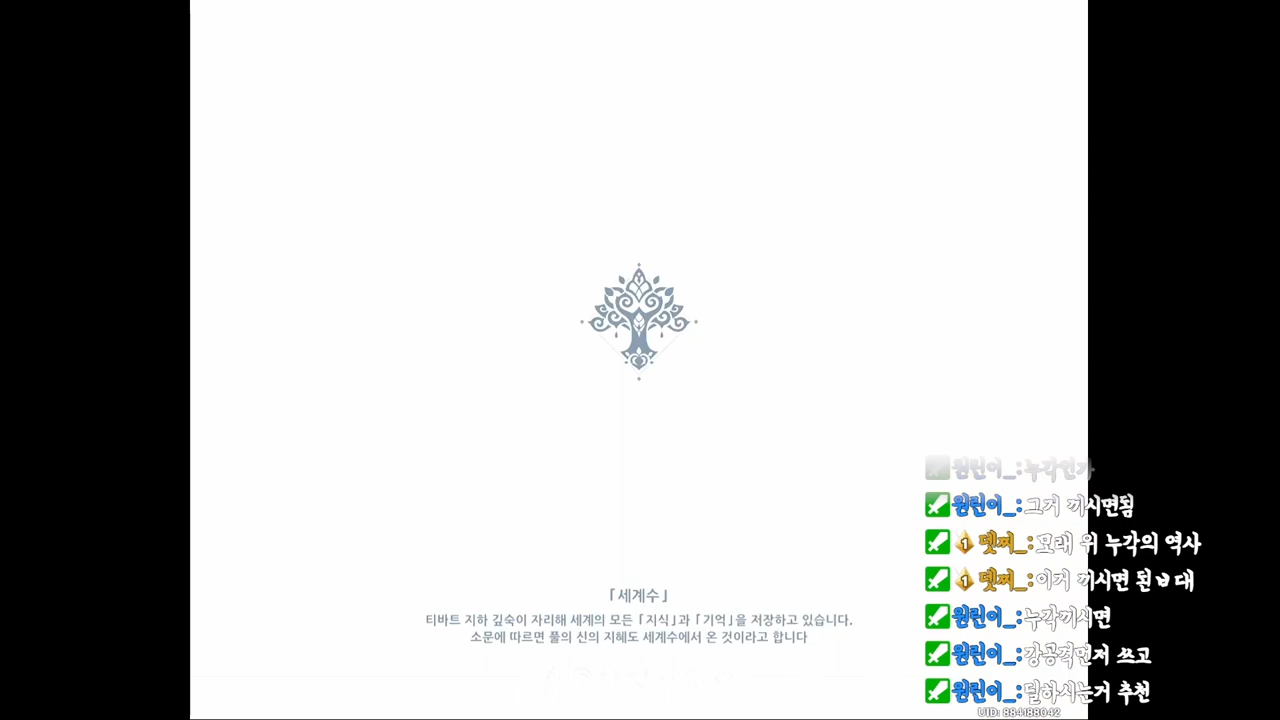 「세계수」
티바트 지하 깊숙이 자리해 세계의 모든 「지식」과 「기억」을 저장하고 있습니다.
소문에 따르면 풀의 신의 지혜도 세계수에서 온 것이라고 합니다
원린이_:누각인가
원린이_:그거 끼시면됨
1 뎃찌_:모래 위 누각의 역사
1 뎃찌_:이거 끼시면 된ㅂ대
원린이_:누각끼시면
원린이_:강공격먼저 쓰고
원린이_:딜하시는거 추천
UID: 884188042